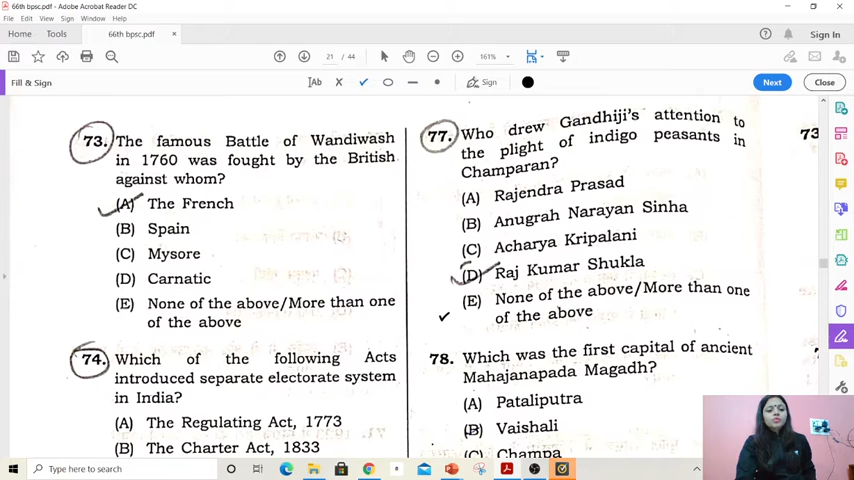 66th bpsc.pdf - Adobe Acrobat Reader DC
File Edit View Sign Window Help
Home Tools 66th bpsc.pdf × Sign In
21 / 44 161%
Fill & Sign Ab Sign Next Close
73. The famous Battle of Wandiwash
in 1760 was fought by the British
against whom?
(A) The French
(B) Spain
(C) Mysore
(D) Carnatic
(E) None of the above/More than one
of the above
74. Which of the following Acts
introduced separate electorate system
in India?
(A) The Regulating Act, 1773
(B) The Charter Act, 1833
77. Who drew Gandhiji's attention to
the plight of indigo peasants in
Champaran?
(A) Rajendra Prasad
(B) Anugrah Narayan Sinha
(C) Acharya Kripalani
(D) Raj Kumar Shukla
(E) None of the above/More than one
of the above
78. Which was the first capital of ancient
Mahajanapada Magadh?
(A) Pataliputra
(B) Vaishali
(C) Champa
73
Type here to search